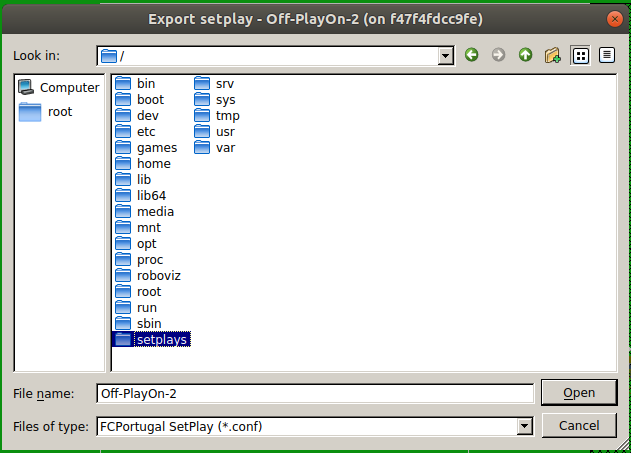 Export setplay - Off-PlayOn-2 (on f47f4fdcc9fe)
Look in:
/
Computer
root
bin
boot
dev
etc
games
home
lib
lib64
media
mnt
opt
proc
roboviz
root
run
sbin
setplays
srv
sys
tmp
usr
var
File name:
Off-PlayOn-2
Open
Files of type:
FCPortugal SetPlay (*.conf)
Cancel